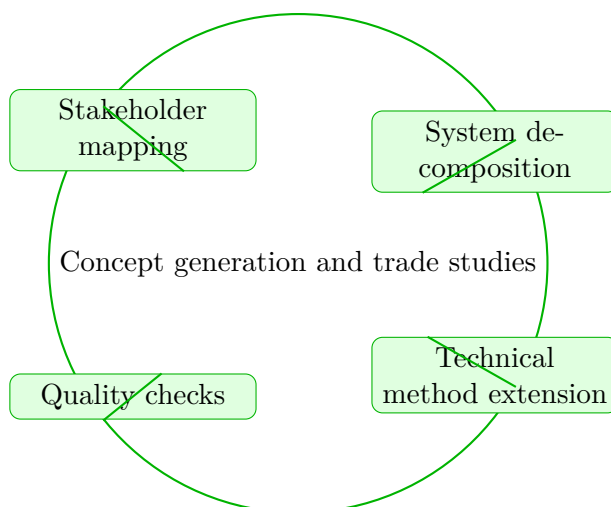 Stakeholder
mapping
System de-
composition
Concept generation and trade studies
Quality checks
Technical
method extension